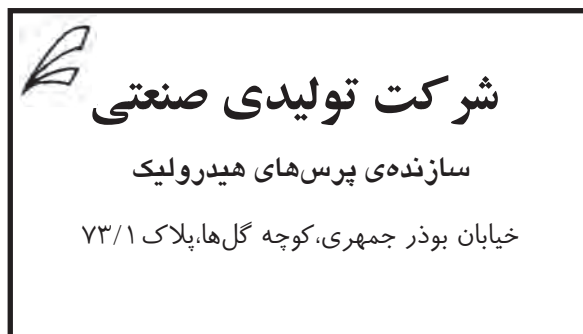 شرکت تولیدی صنعتی
سازنده‌ی پرس‌های هیدرولیک
خیابان بوذر جمهری،کوچه گل‌ها،پلاک ۷۳/۱